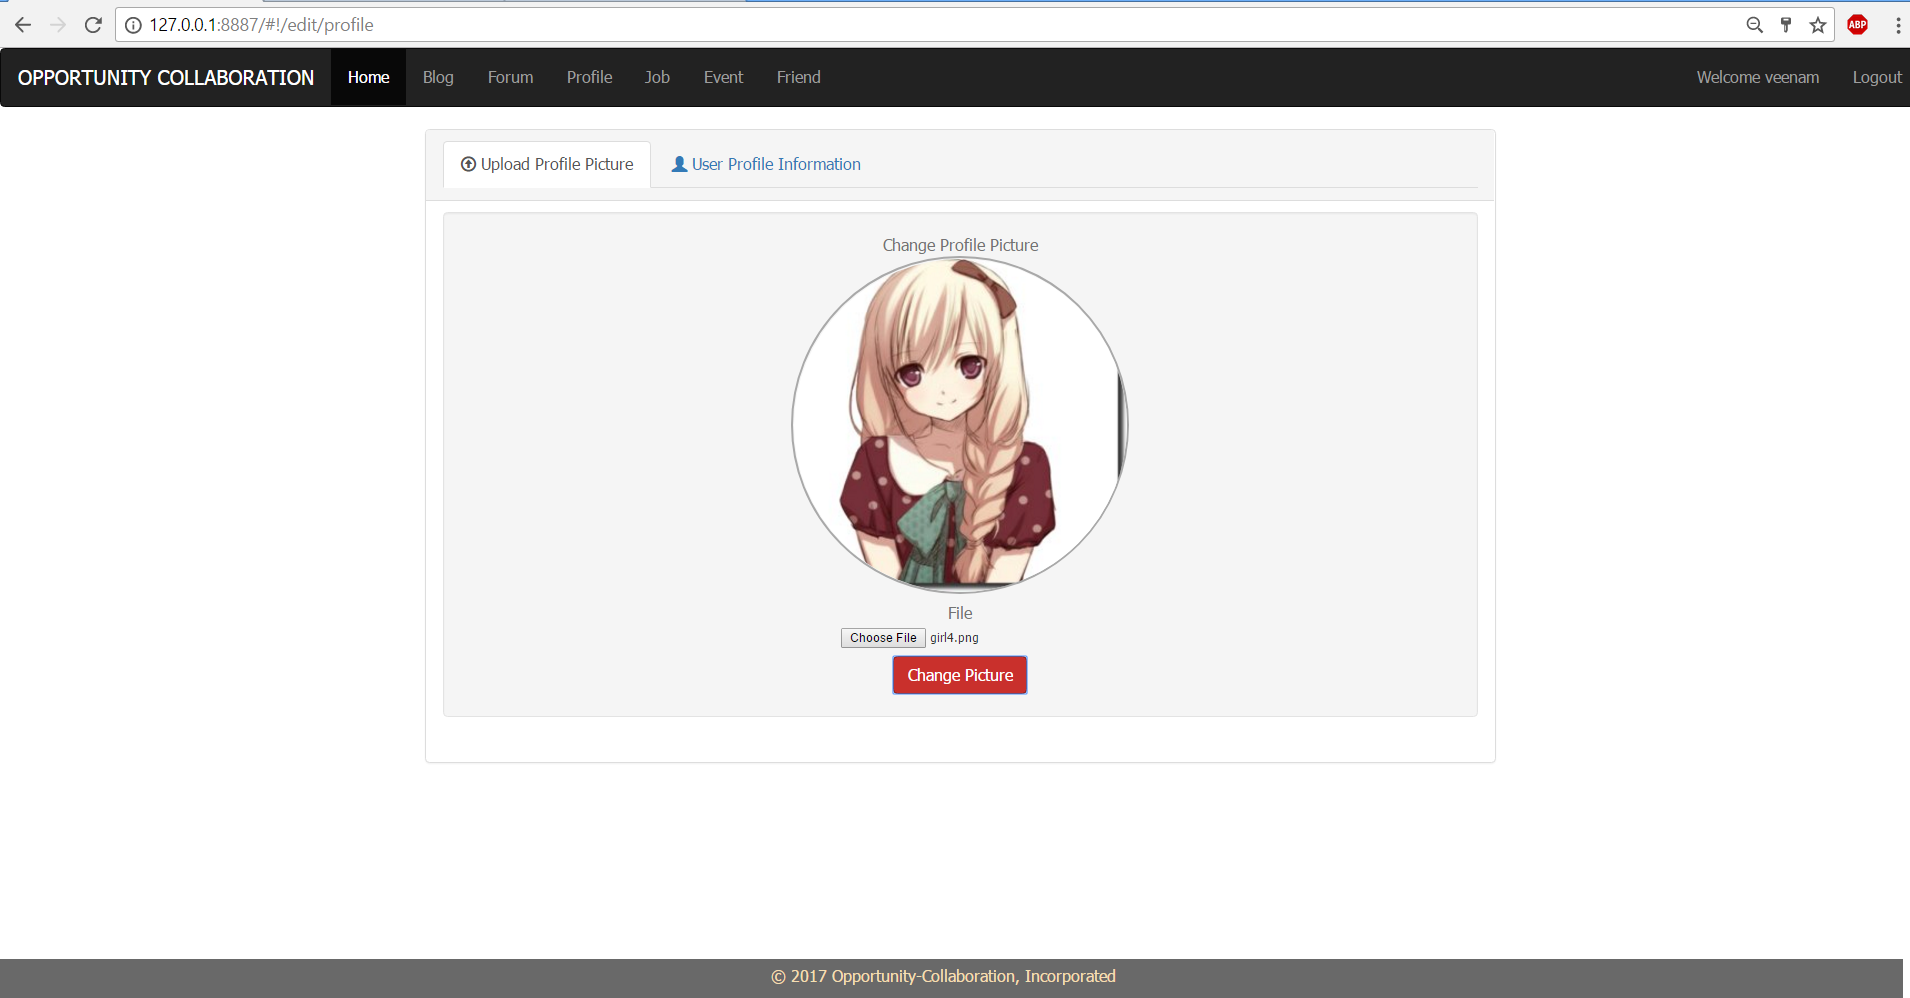 127.0.0.1:8887/#!/edit/profile
ABP
OPPORTUNITY COLLABORATION Home Blog Forum Profile Job Event Friend Welcome veenam Logout
Upload Profile Picture User Profile Information
Change Profile Picture
File
Choose File girl4.png
Change Picture
© 2017 Opportunity-Collaboration, Incorporated